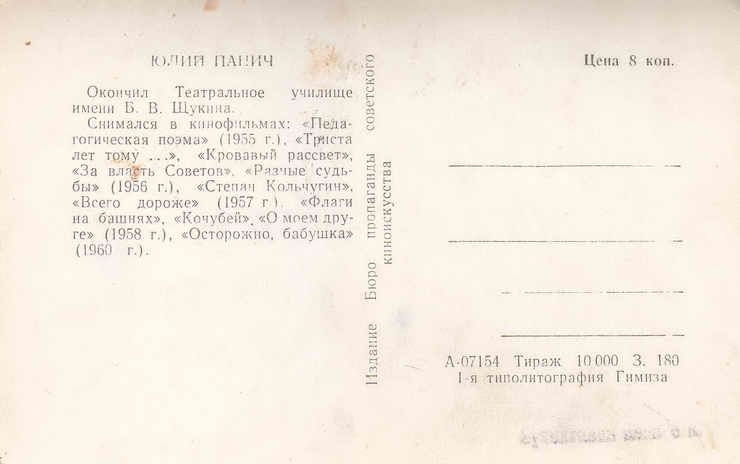 ЮЛИЙ ПАНИЧ
Окончил Театральное училище
имени Б. В. Щукина.
Снимался в кинофильмах: «Педа-
гогическая поэма» (1955 г.), «Триста
лет тому ...», «Кровавый рассвет»,
«За власть Советов», «Разные судь-
бы» (1956 г.), «Степан Кольчугин»,
«Всего дороже» (1957 г.), «Флаги
на башнях», «Кочубей», «О моем дру-
ге» (1958 г.), «Осторожно, бабушка»
(1960 г.).
Издание Бюро пропаганды советского
киноискусства
Цена 8 коп.
А-07154 Тираж 10 000 З. 180
1-я типолитография Гимиза